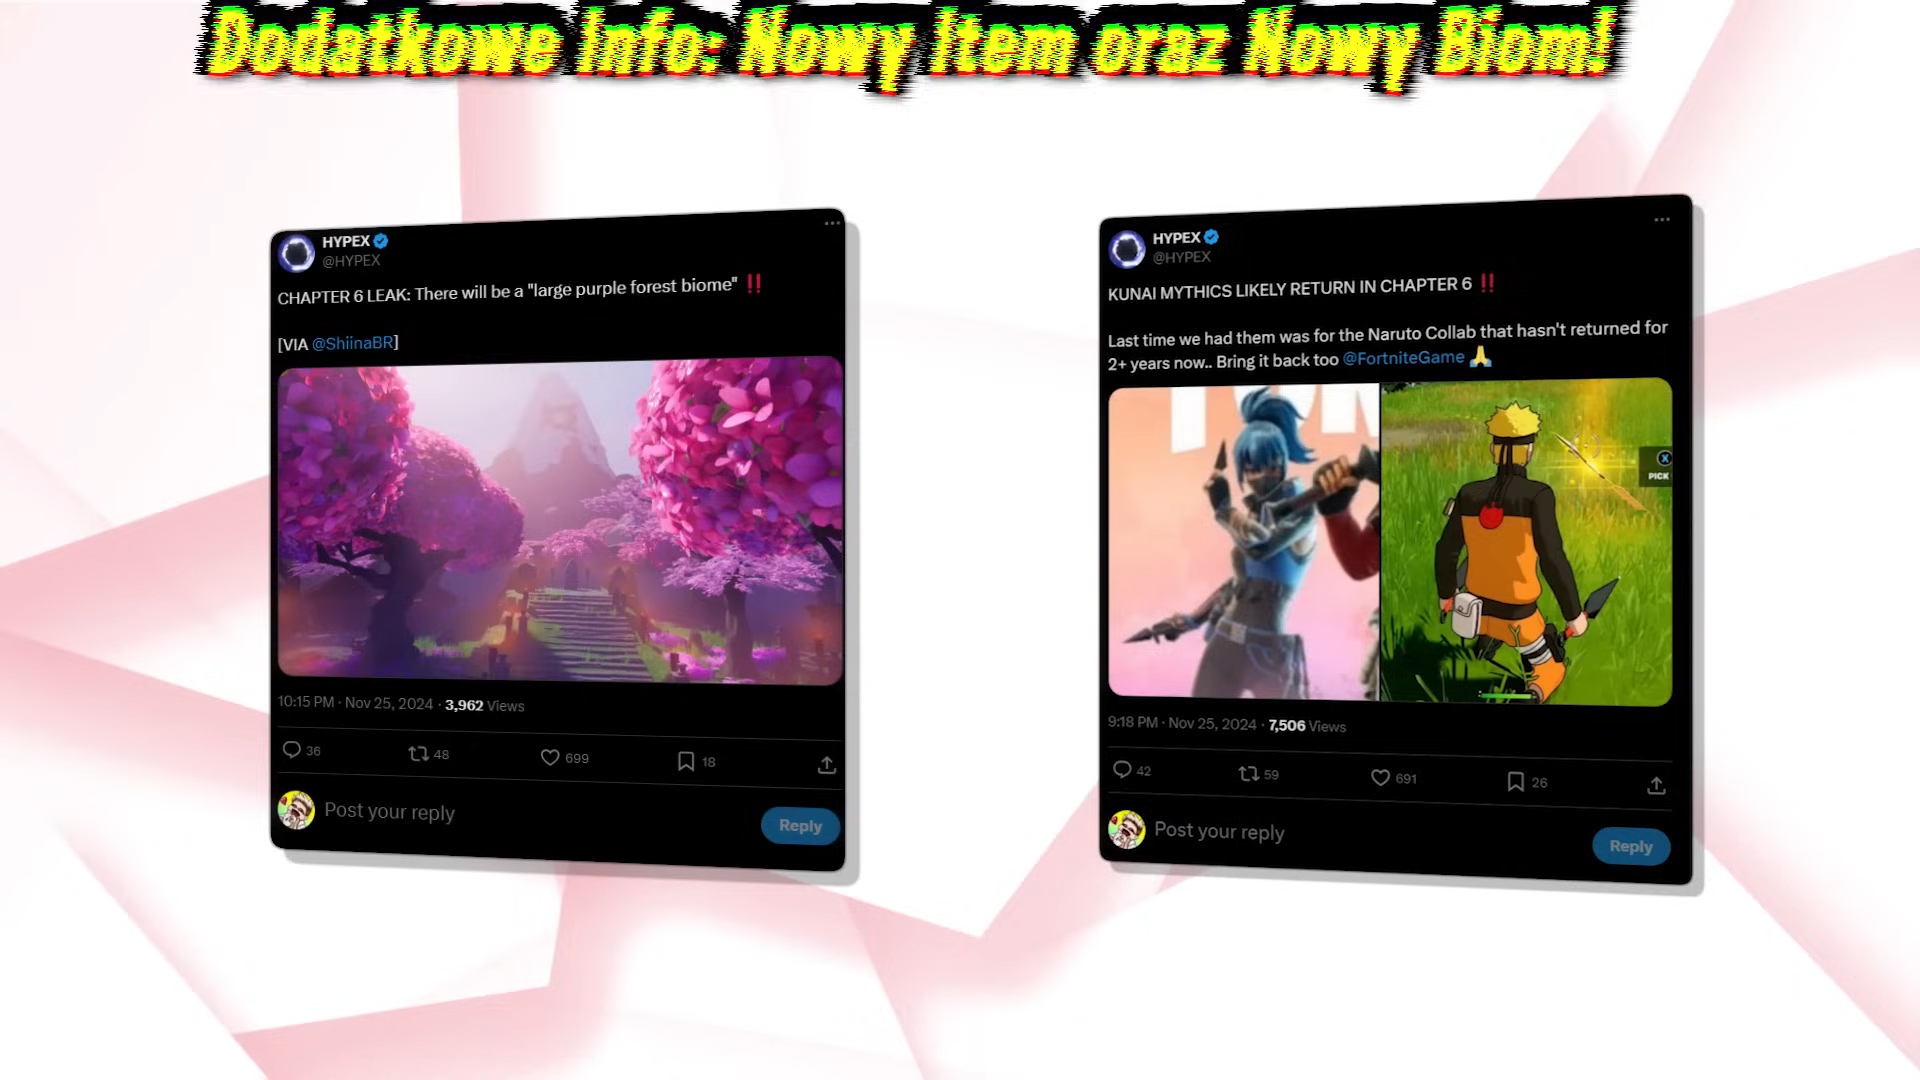 Dodatkowe Info: Nowy Item oraz Nowy Biom!
HYPEX
@HYPEX
CHAPTER 6 LEAK: There will be a "large purple forest biome" ‼️
[VIA @ShiinaBR]
10:15 PM · Nov 25, 2024 · 3,962 Views
36 48 699 18
Post your reply
Reply
HYPEX
@HYPEX
KUNAI MYTHICS LIKELY RETURN IN CHAPTER 6 ‼️
Last time we had them was for the Naruto Collab that hasn't returned for
2+ years now.. Bring it back too @FortniteGame 🙏
X
PICK
9:18 PM · Nov 25, 2024 · 7,506 Views
42 59 691 26
Post your reply
Reply